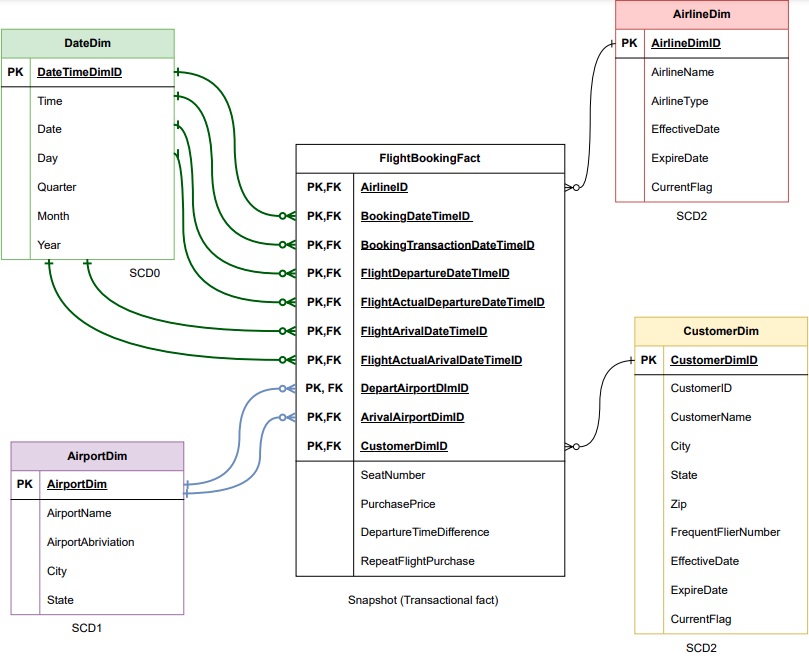 DateDim
PK DateTimeDimID
Time
Date
Day
Quarter
Month
Year
SCD0
AirlineDim
PK AirlineDimID
AirlineName
AirlineType
EffectiveDate
ExpireDate
CurrentFlag
SCD2
FlightBookingFact
PK,FK AirlineID
PK,FK BookingDateTimeID
PK,FK BookingTransactionDateTimeID
PK,FK FlightDepartureDateTImeID
PK,FK FlightActualDepartureDateTimeID
PK,FK FlightArivalDateTimeID
PK,FK FlightActualArivalDateTimeID
PK, FK DepartAirportDImID
PK,FK ArivalAirportDimID
PK,FK CustomerDimID
SeatNumber
PurchasePrice
DepartureTimeDifference
RepeatFlightPurchase
Snapshot (Transactional fact)
CustomerDim
PK CustomerDimID
CustomerID
CustomerName
City
State
Zip
FrequentFlierNumber
EffectiveDate
ExpireDate
CurrentFlag
SCD2
AirportDim
PK AirportDim
AirportName
AirportAbriviation
City
State
SCD1